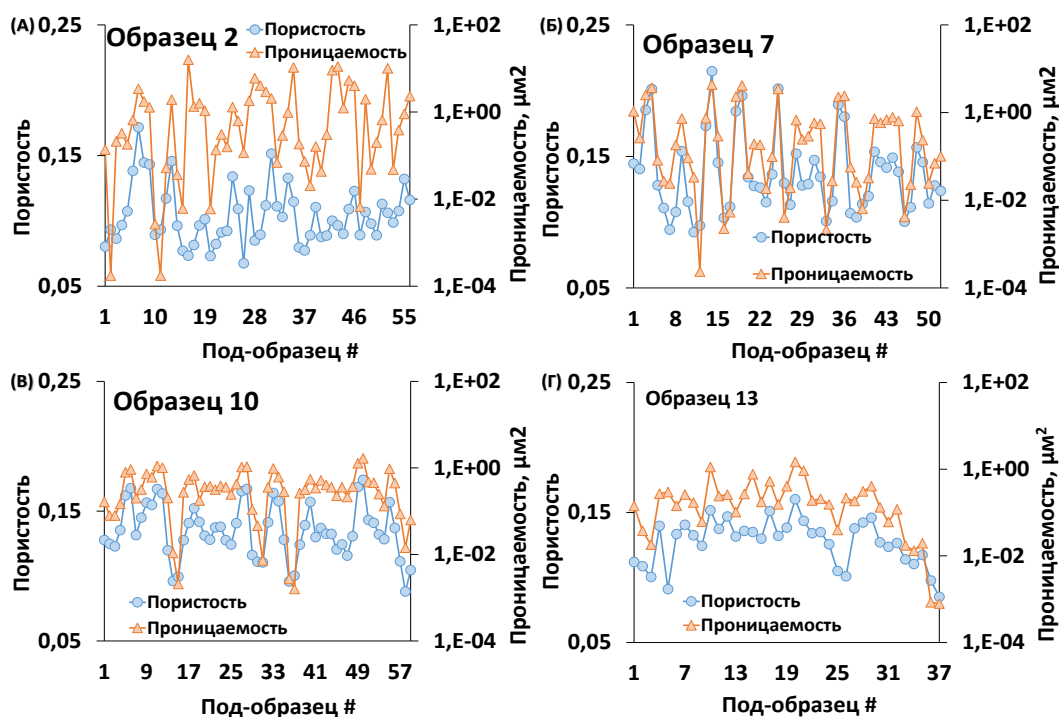 (А)
0,25
Образец 2
Пористость
Проницаемость
1,E+02
1,E+00
1,E-02
1,E-04
0,15
0,05
Пористость
Проницаемость, µм2
1 10 19 28 37 46 55
Под-образец #
(Б)
0,25
Образец 7
1,E+02
1,E+00
1,E-02
1,E-04
0,15
0,05
Пористость
Проницаемость
Пористость
Проницаемость, µм2
1 8 15 22 29 36 43 50
Под-образец #
(В)
0,25
Образец 10
1,E+02
1,E+00
1,E-02
1,E-04
0,15
0,05
Пористость
Проницаемость
Пористость
Проницаемость, µм2
1 9 17 25 33 41 49 57
Под-образец #
(Г)
0,25
Образец 13
1,E+02
1,E+00
1,E-02
1,E-04
0,15
0,05
Пористость
Проницаемость
Пористость
Проницаемость, µм²
1 7 13 19 25 31 37
Под-образец #